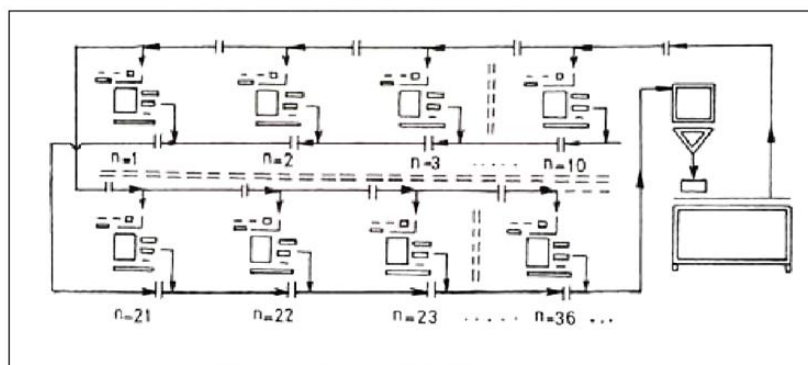 n=1 n=2 n=3 ..... n=10
n=21 n=22 n=23 ..... n=36 ...